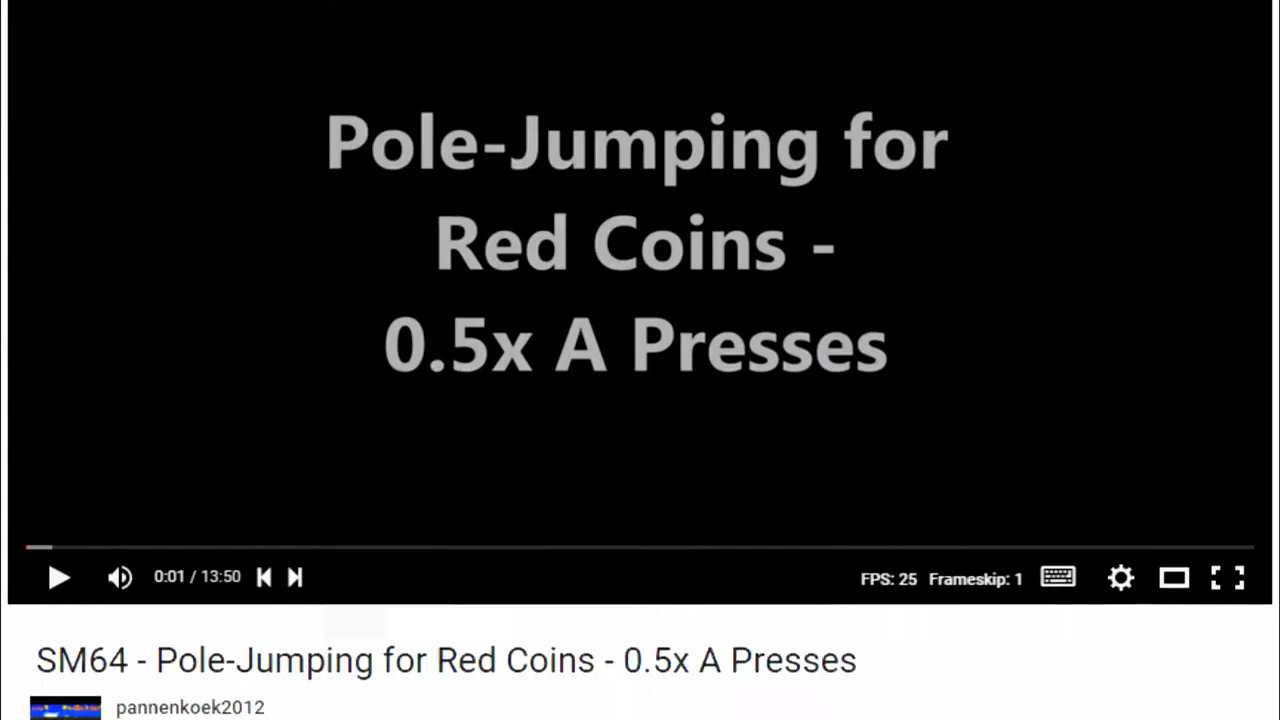 Pole-Jumping for
Red Coins -
0.5x A Presses
0:01 / 13:50
FPS: 25 Frameskip: 1
SM64 - Pole-Jumping for Red Coins - 0.5x A Presses
pannenkoek2012